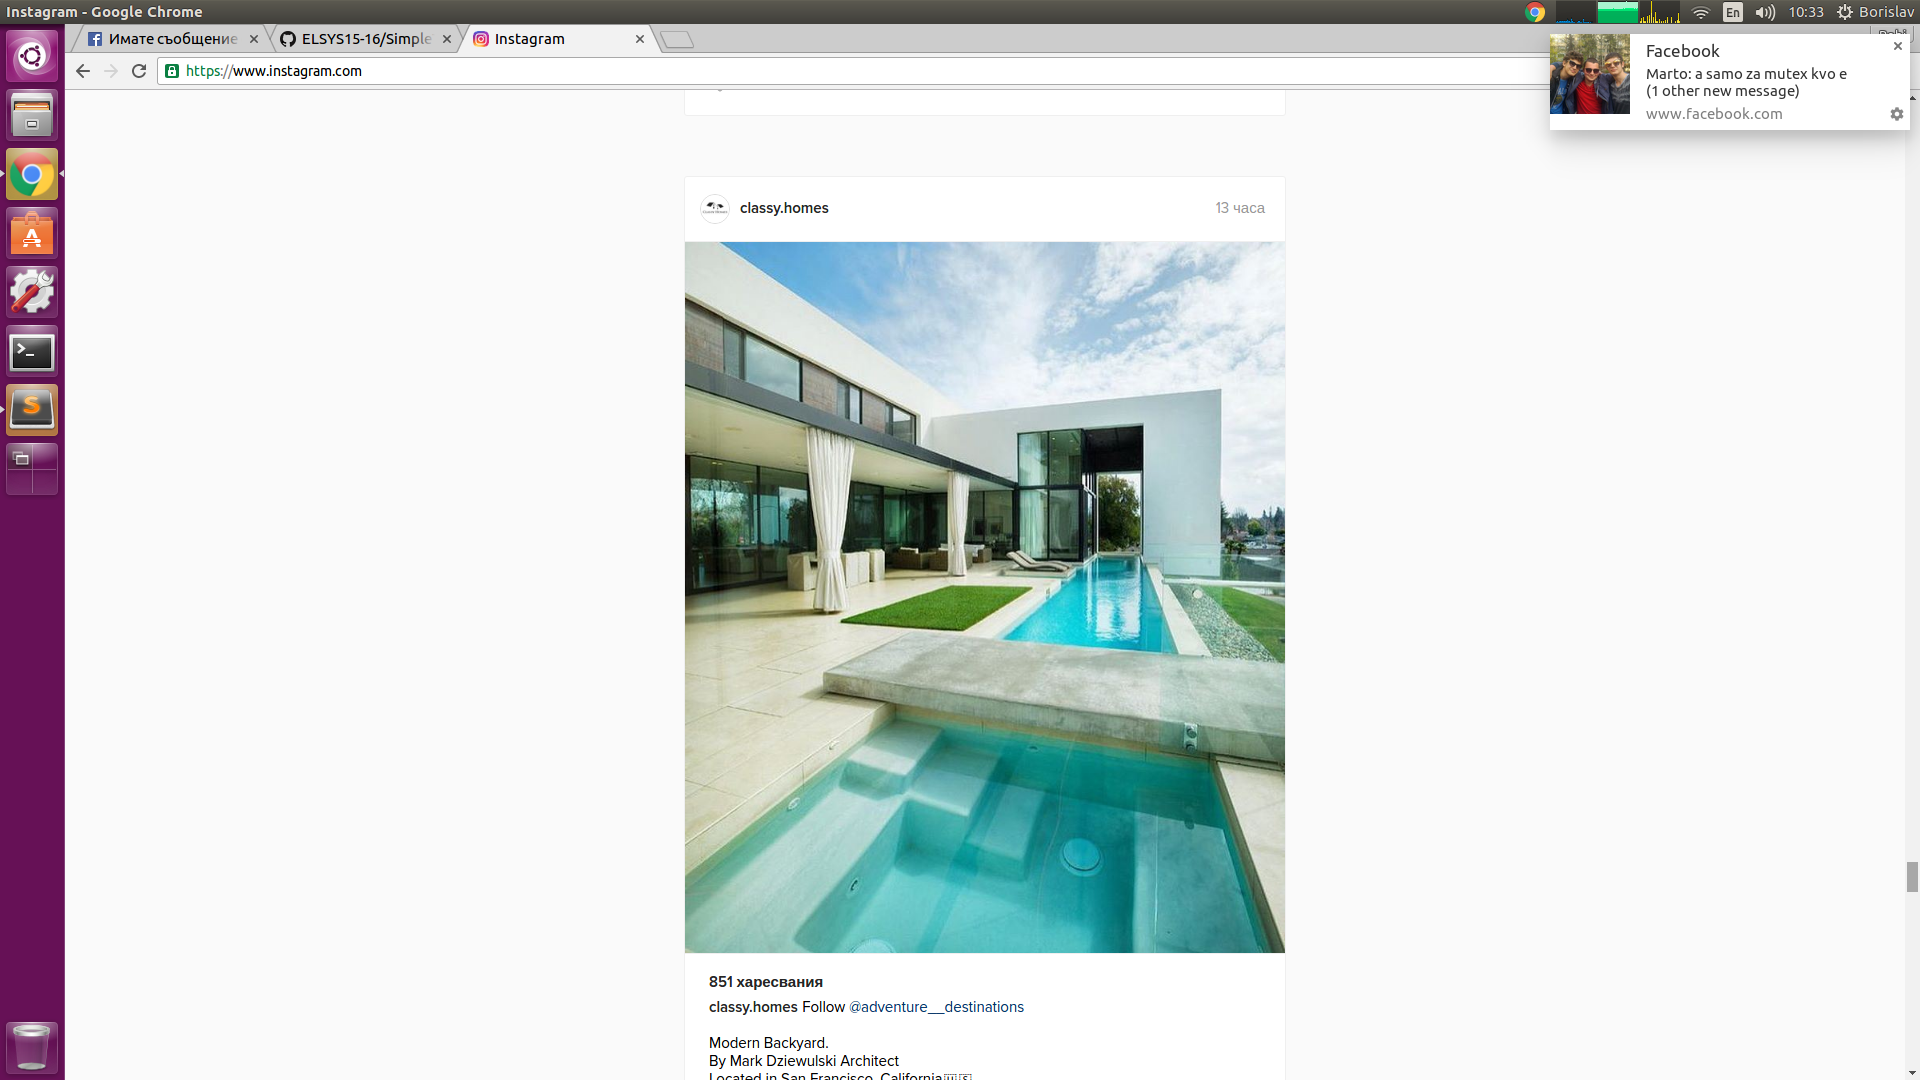 Instagram - Google Chrome
En
10:33
Borislav
Имате съобщение
ELSYS15-16/Simple
Instagram
https://www.instagram.com
Facebook
Marto: a samo za mutex kvo e
(1 other new message)
www.facebook.com
classy.homes
13 часа
851 харесвания
classy.homes Follow @adventure__destinations
Modern Backyard.
By Mark Dziewulski Architect
Located in San Francisco, California🇺🇸